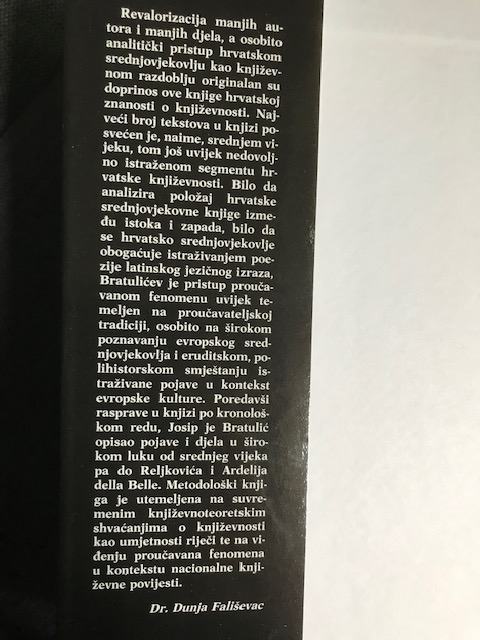 Revalorizacija manjih au-
tora i manjih djela, a osobito
analitički pristup hrvatskom
srednjovjekovlju kao književ-
nom razdoblju originalan su
doprinos ove knjige hrvatskoj
znanosti o književnosti. Naj-
veći broj tekstova u knjizi po-
svećen je, naime, srednjem vi-
jeku, tom još uvijek nedovolj-
no istraženom segmentu hr-
vatske književnosti. Bilo da
analizira položaj hrvatske
srednjovjekovne knjige izme-
đu istoka i zapada, bilo da
se hrvatsko srednjovjekovlje
obogaćuje istraživanjem poe-
zije latinskog jezičnog izraza,
Bratulićev je pristup prouča-
vanom fenomenu uvijek te-
meljen na proučavateljskoj
tradiciji, osobito na širokom
poznavanju evropskog sred-
njovjekovlja i eruditskom, po-
lihistorskom smještanju is-
traživane pojave u kontekst
evropske kulture. Poredavši
rasprave u knjizi po kronološ-
kom redu, Josip je Bratulić
opisao pojave i djela u širo-
kom luku od srednjeg vijeka
pa do Reljkovića i Ardelija
della Belle. Metodološki knji-
ga je utemeljena na suvre-
menim književnoteoretskim
shvaćanjima o književnosti
kao umjetnosti riječi te na vi-
đenju proučavana fenomena
u kontekstu nacionalne knji-
ževne povijesti.
Dr. Dunja Fališevac